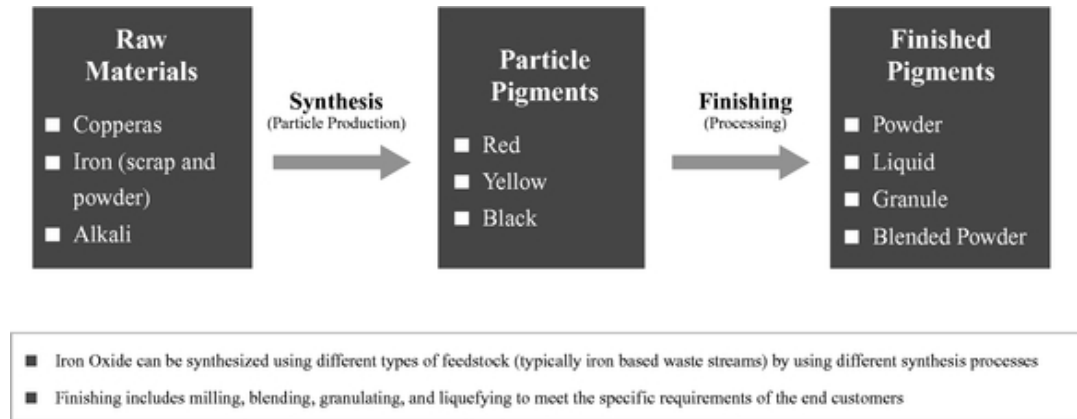 Raw
Materials
Copperas
Iron (scrap and
powder)
Alkali
Synthesis
(Particle Production)
Particle
Pigments
Red
Yellow
Black
Finishing
(Processing)
Finished
Pigments
Powder
Liquid
Granule
Blended Powder
Iron Oxide can be synthesized using different types of feedstock (typically iron based waste streams) by using different synthesis processes
Finishing includes milling, blending, granulating, and liquefying to meet the specific requirements of the end customers